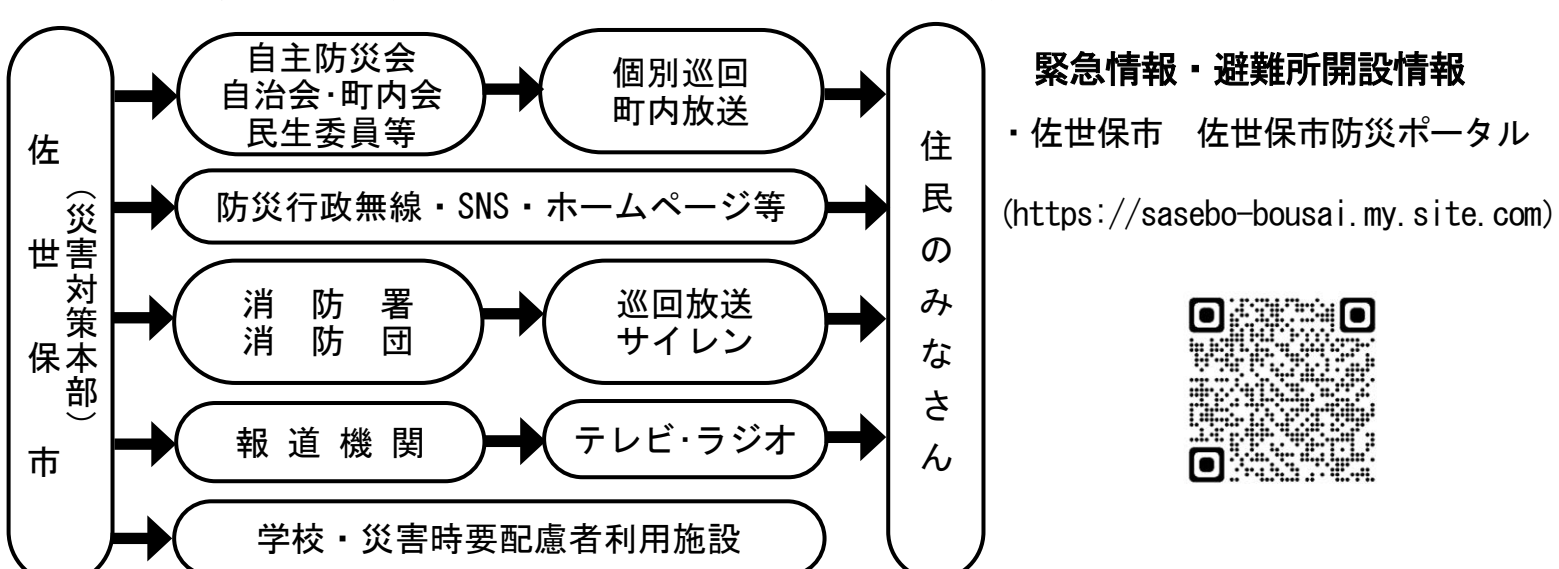 佐世保市
（災害対策本部）
自主防災会
自治会・町内会
民生委員等
個別巡回
町内放送
防災行政無線・SNS・ホームページ等
消　防　署
消　防　団
巡回放送
サイレン
報 道 機 関
テレビ・ラジオ
学校・災害時要配慮者利用施設
住民のみなさん
緊急情報・避難所開設情報
・佐世保市　佐世保市防災ポータル
(https://sasebo-bousai.my.site.com)